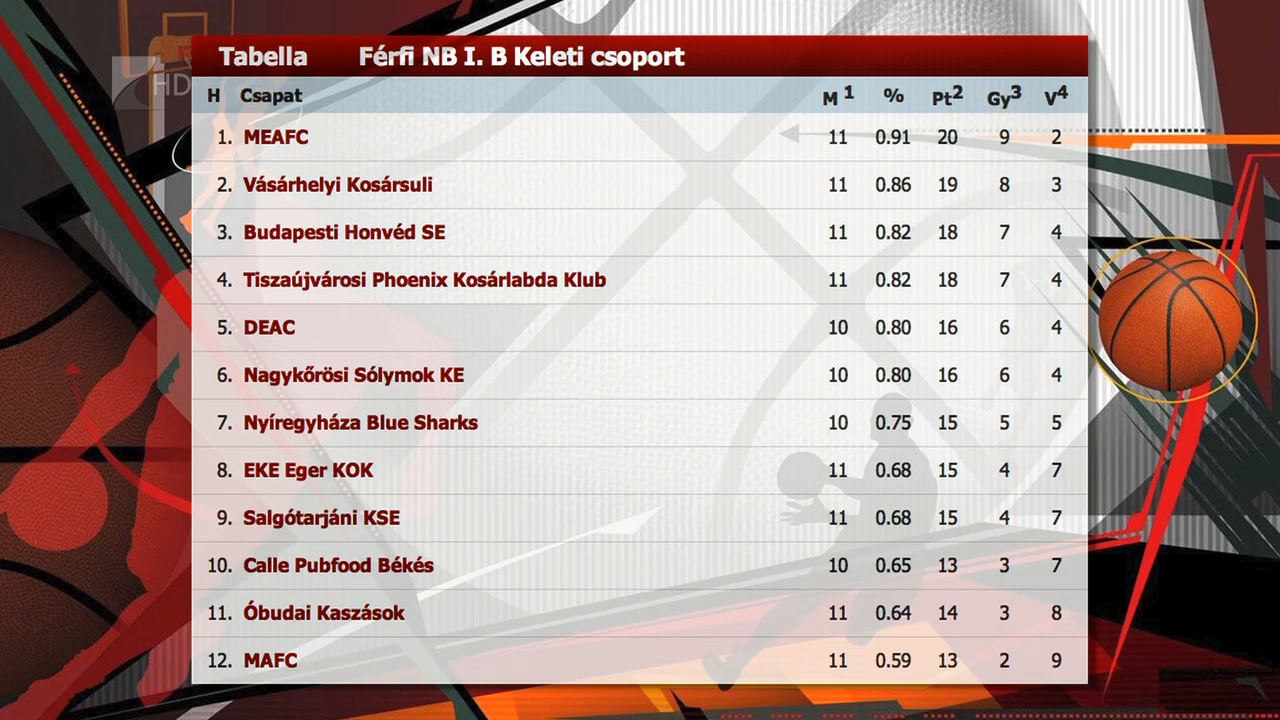 Tabella Férfi NB I. B Keleti csoport
HD
H Csapat M 1 % Pt2 Gy3 V4
1. MEAFC 11 0.91 20 9 2
2. Vásárhelyi Kosársuli 11 0.86 19 8 3
3. Budapesti Honvéd SE 11 0.82 18 7 4
4. Tiszaújvárosi Phoenix Kosárlabda Klub 11 0.82 18 7 4
5. DEAC 10 0.80 16 6 4
6. Nagykőrösi Sólymok KE 10 0.80 16 6 4
7. Nyíregyháza Blue Sharks 10 0.75 15 5 5
8. EKE Eger KOK 11 0.68 15 4 7
9. Salgótarjáni KSE 11 0.68 15 4 7
10. Calle Pubfood Békés 10 0.65 13 3 7
11. Óbudai Kaszások 11 0.64 14 3 8
12. MAFC 11 0.59 13 2 9